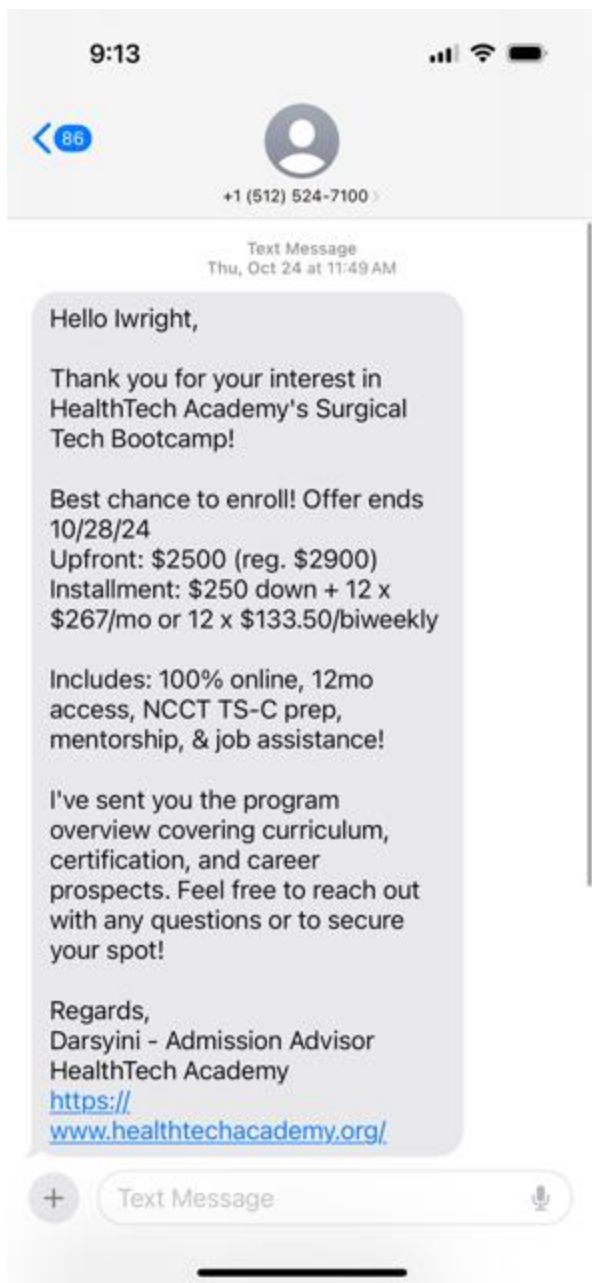 9:13
86
+1 (512) 524-7100
Text Message
Thu, Oct 24 at 11:49 AM
Hello Iwright,
Thank you for your interest in
HealthTech Academy's Surgical
Tech Bootcamp!
Best chance to enroll! Offer ends
10/28/24
Upfront: $2500 (reg. $2900)
Installment: $250 down + 12 x
$267/mo or 12 x $133.50/biweekly
Includes: 100% online, 12mo
access, NCCT TS-C prep,
mentorship, & job assistance!
I've sent you the program
overview covering curriculum,
certification, and career
prospects. Feel free to reach out
with any questions or to secure
your spot!
Regards,
Darsyini - Admission Advisor
HealthTech Academy
https://
www.healthtechacademy.org/
Text Message